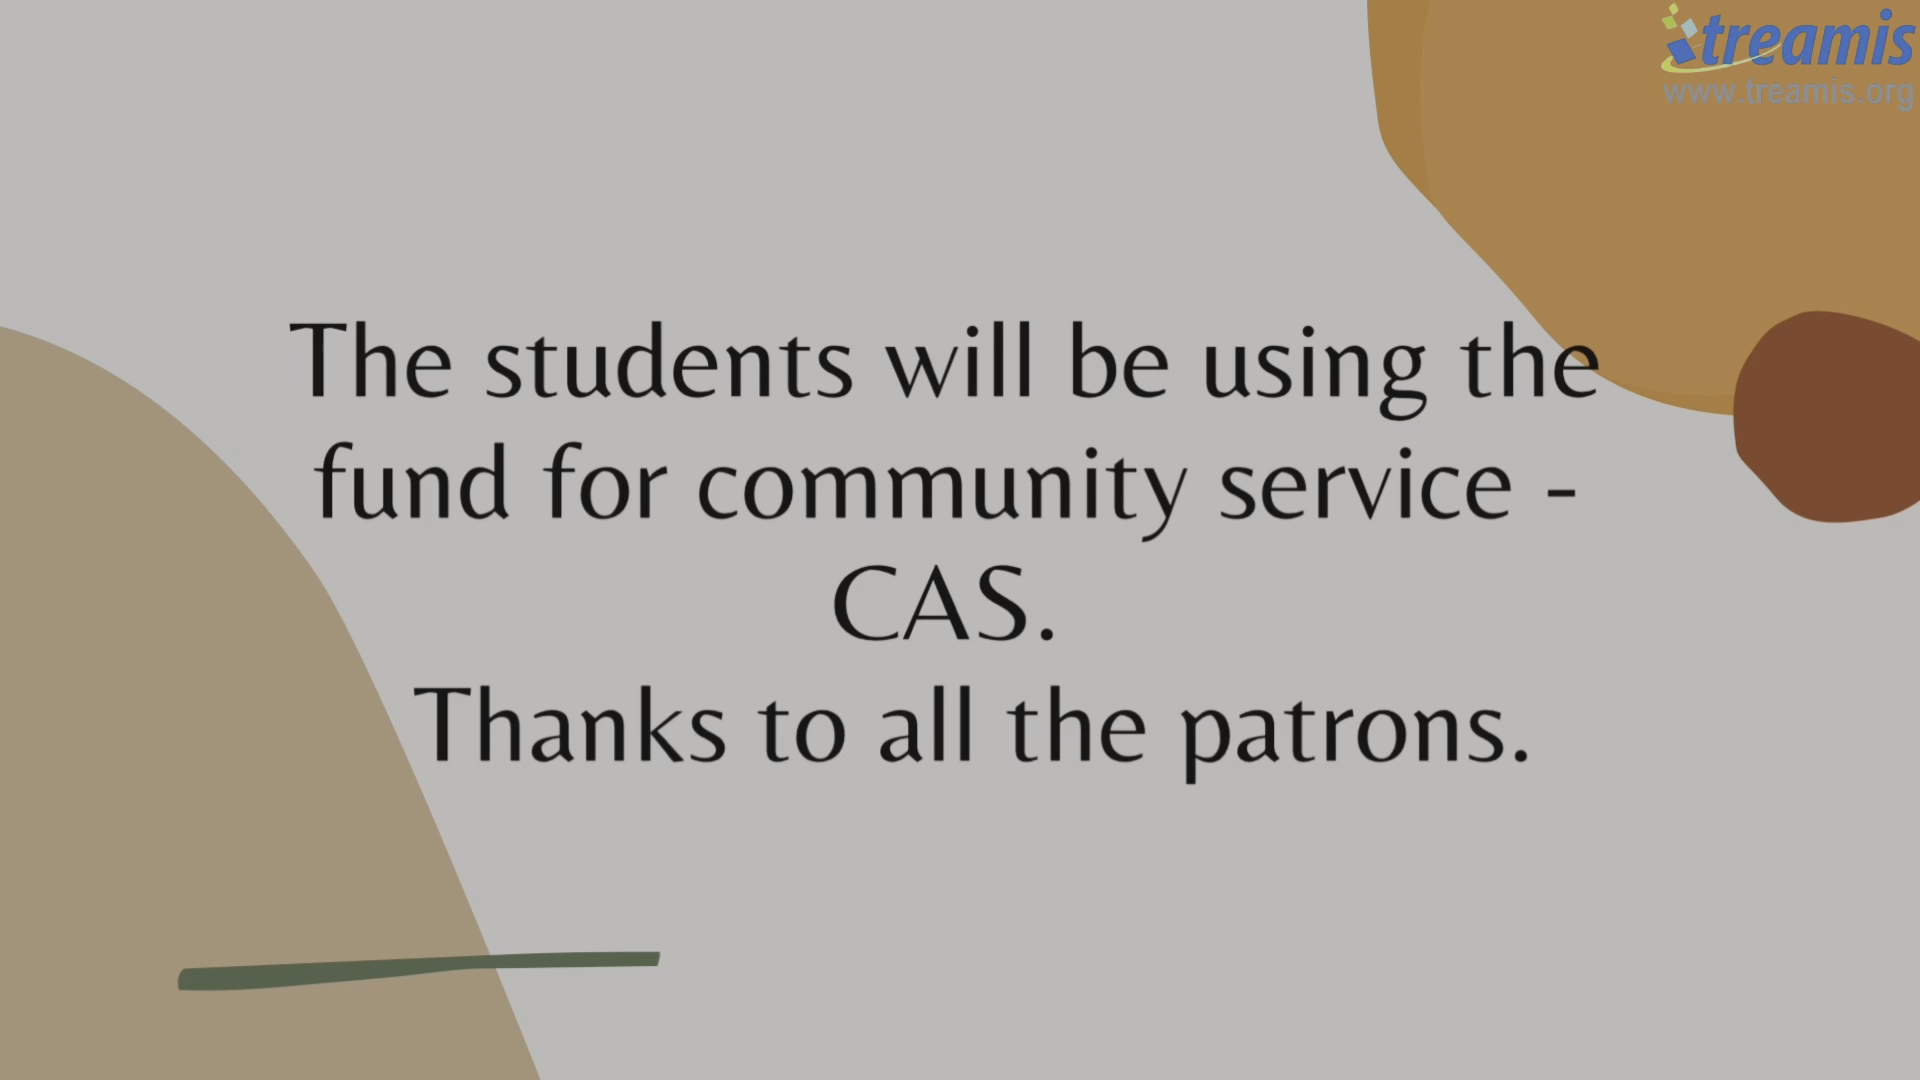 treamis
www.treamis.org
The students will be using the
fund for community service -
CAS.
Thanks to all the patrons.